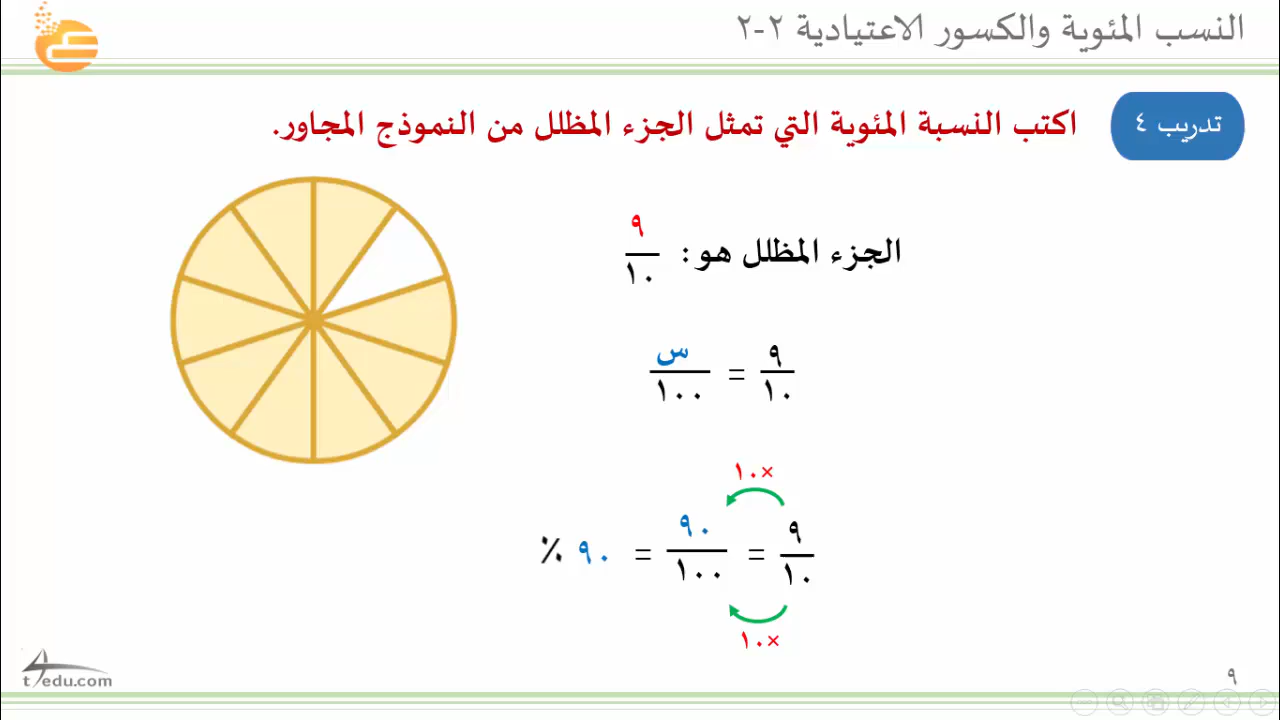 النسب المئوية والكسور الاعتيادية ٢-٢
تدريب ٤
اكتب النسبة المئوية التي تمثل الجزء المظلل من النموذج المجاور.
الجزء المظلل هو: ٩/١٠
٩/١٠ = س/١٠٠
×١٠
٩/١٠ = ٩٠/١٠٠ = ٩٠ ٪
×١٠
t4edu.com
٩